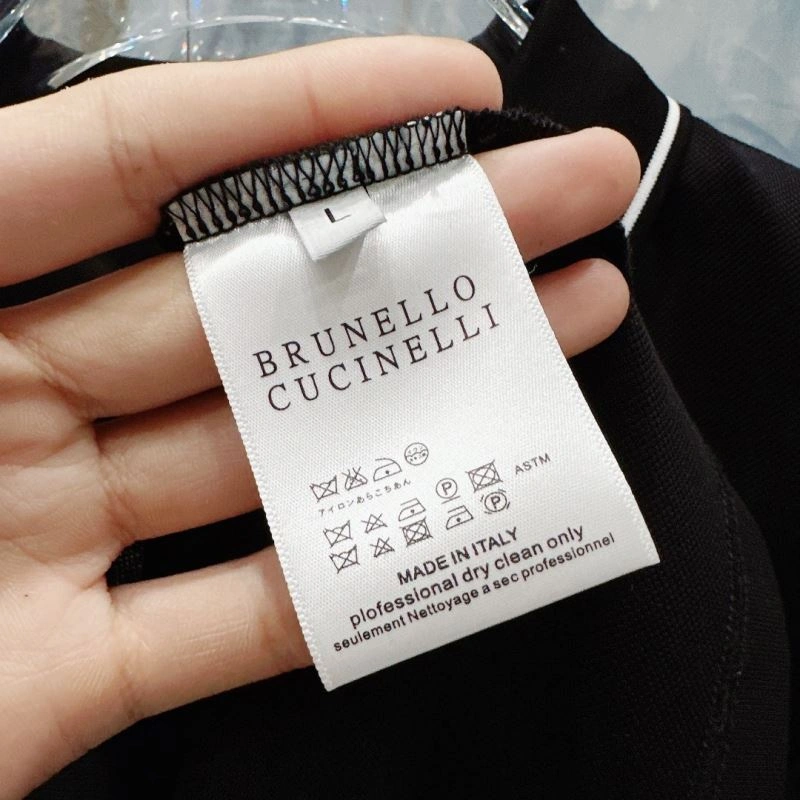 L
BRUNELLO
CUCINELLI
アイロンあらこちあん
P
ASTM
P
MADE IN ITALY
plofessional dry clean only
seulement Nettoyage a sec professionnel